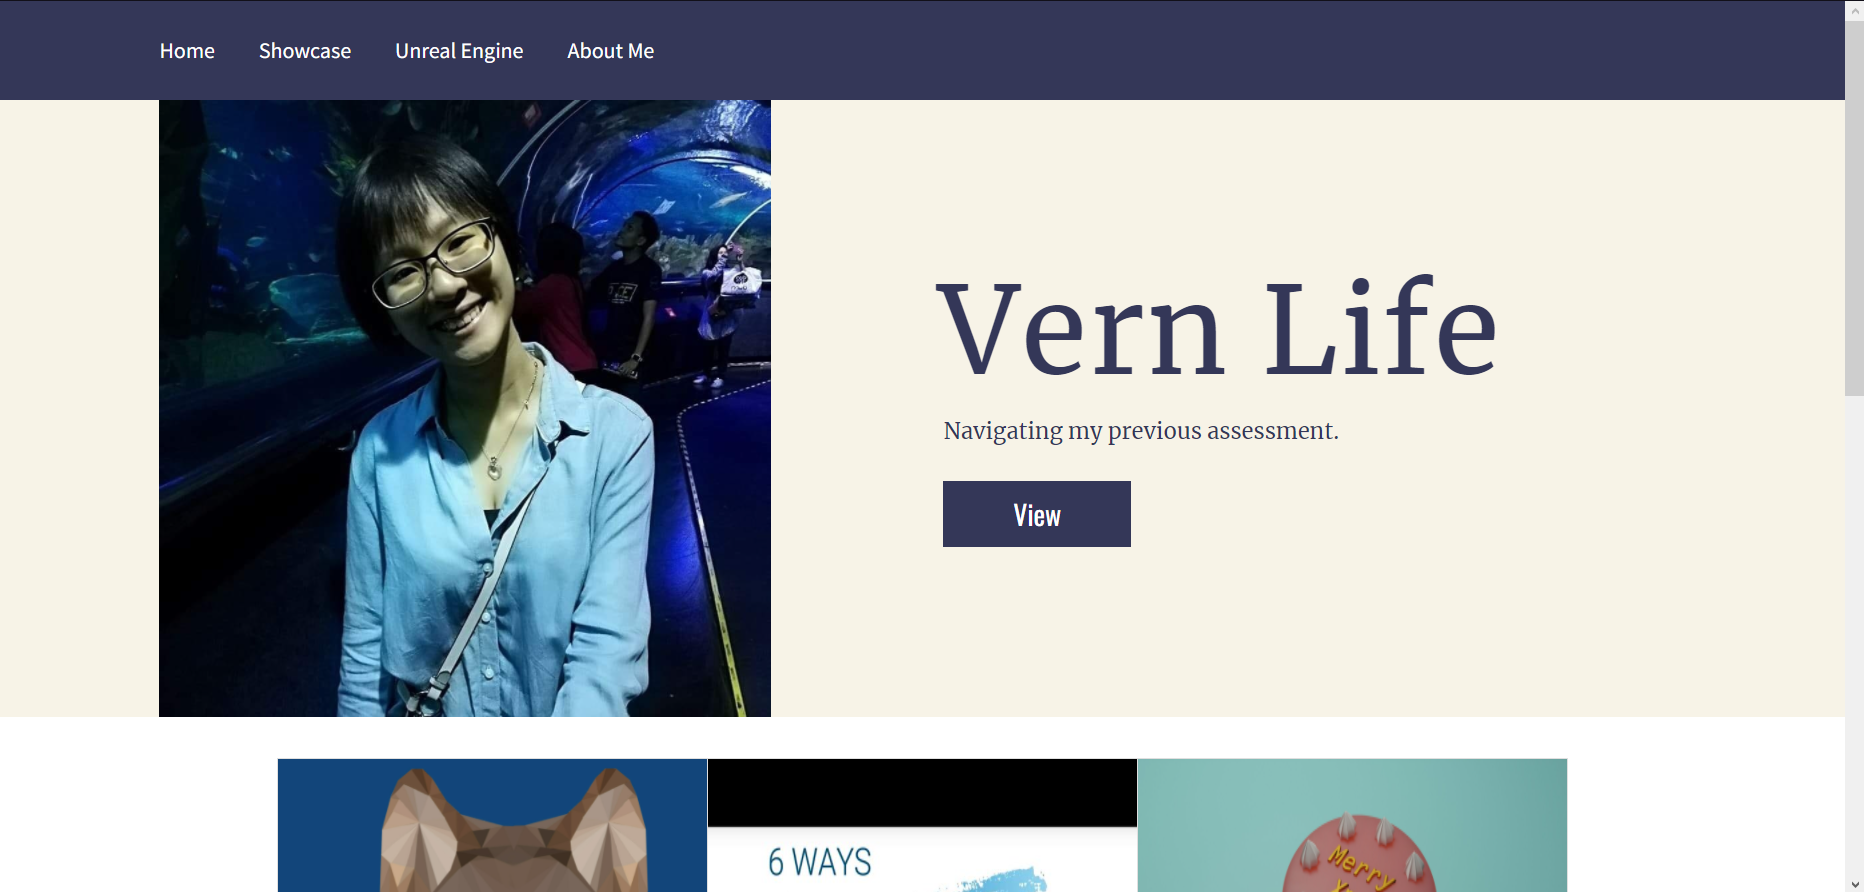 Home Showcase Unreal Engine About Me
Vern Life
Navigating my previous assessment.
View
6 WAYS
Merry